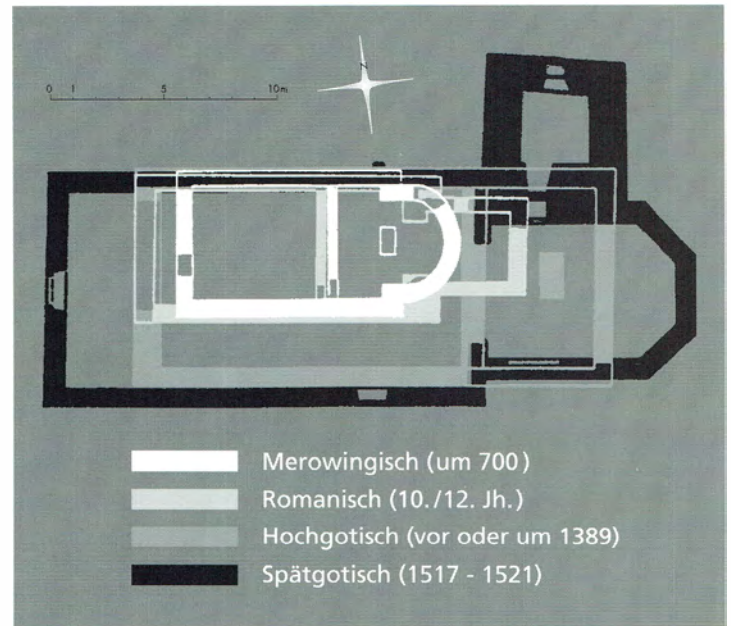 N
0 1 5 10m
Merowingisch (um 700)
Romanisch (10./12. Jh.)
Hochgotisch (vor oder um 1389)
Spätgotisch (1517 - 1521)